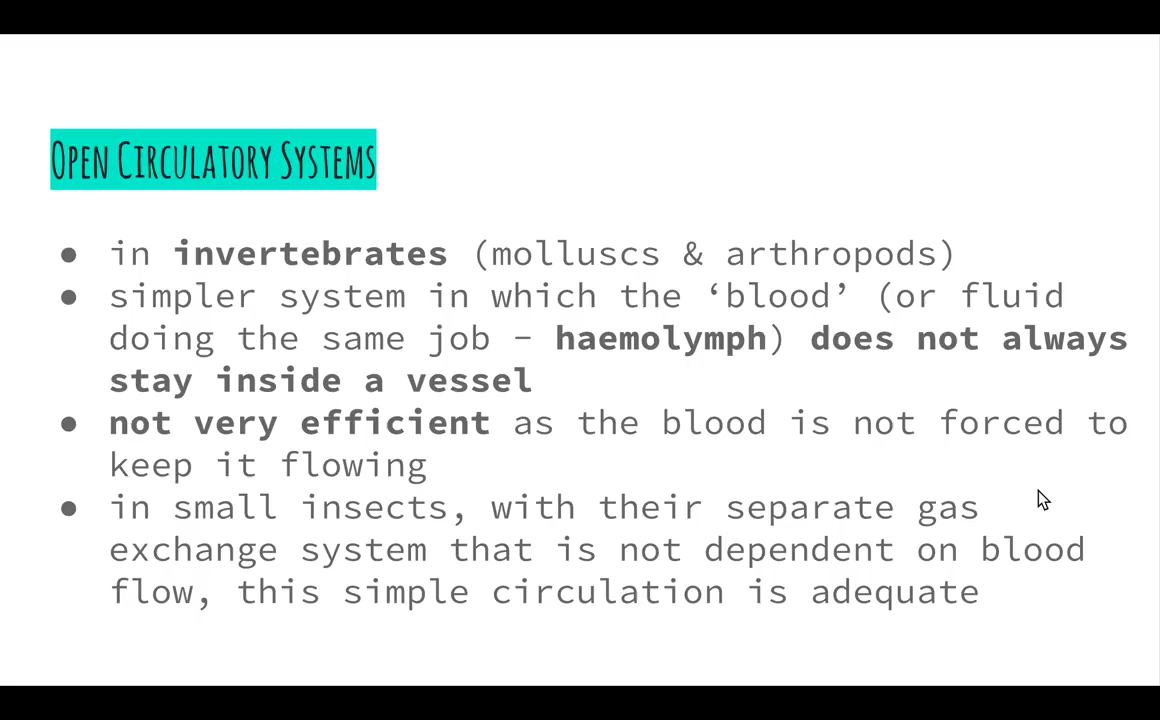 Open Circulatory Systems
● in invertebrates (molluscs & arthropods)
● simpler system in which the ‘blood’ (or fluid
doing the same job - haemolymph) does not always
stay inside a vessel
● not very efficient as the blood is not forced to
keep it flowing
● in small insects, with their separate gas
exchange system that is not dependent on blood
flow, this simple circulation is adequate